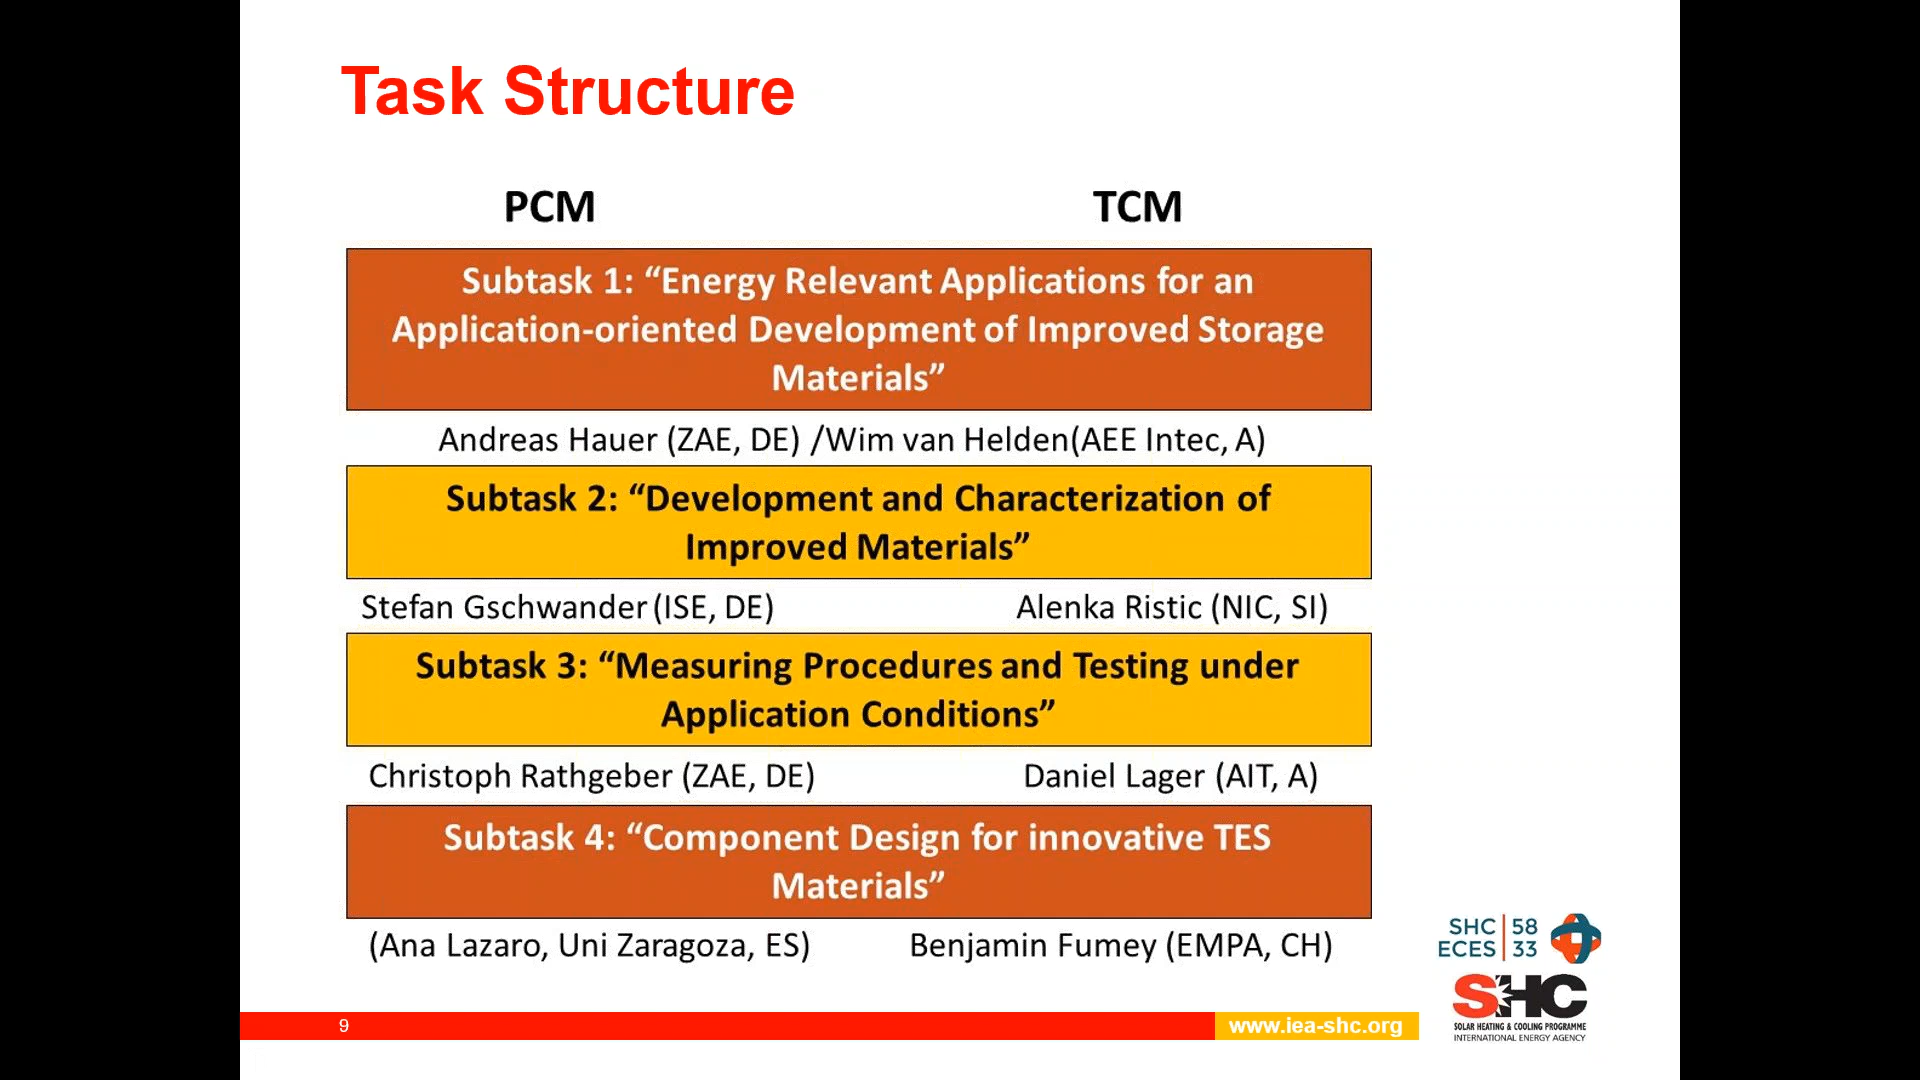 Task Structure
PCM TCM
Subtask 1: “Energy Relevant Applications for an
Application-oriented Development of Improved Storage
Materials”
Andreas Hauer (ZAE, DE) /Wim van Helden(AEE Intec, A)
Subtask 2: “Development and Characterization of
Improved Materials”
Stefan Gschwander (ISE, DE) Alenka Ristic (NIC, SI)
Subtask 3: “Measuring Procedures and Testing under
Application Conditions”
Christoph Rathgeber (ZAE, DE) Daniel Lager (AIT, A)
Subtask 4: “Component Design for innovative TES
Materials”
(Ana Lazaro, Uni Zaragoza, ES) Benjamin Fumey (EMPA, CH)
SHC 58
ECES 33
SHC
SOLAR HEATING & COOLING PROGRAMME
INTERNATIONAL ENERGY AGENCY
9
www.iea-shc.org